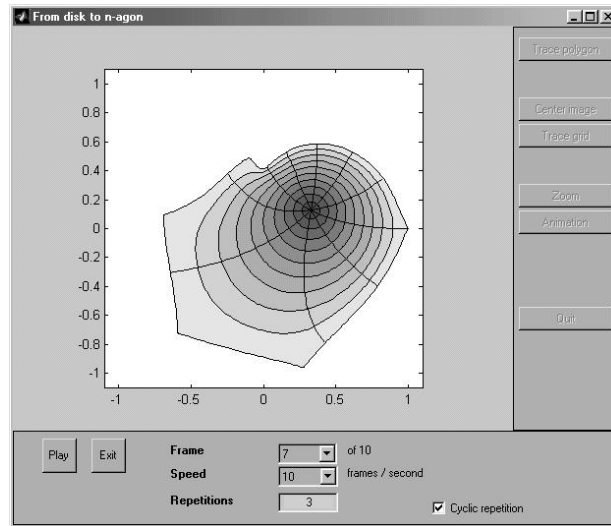 From disk to n-agon
Trace polygon
Center image
Trace grid
Zoom
Animation
Quit
1
0.8
0.6
0.4
0.2
0
-0.2
-0.4
-0.6
-0.8
-1
-1 -0.5 0 0.5 1
Play Exit
Frame 7 of 10
Speed 10 frames / second
Repetitions 3
Cyclic repetition